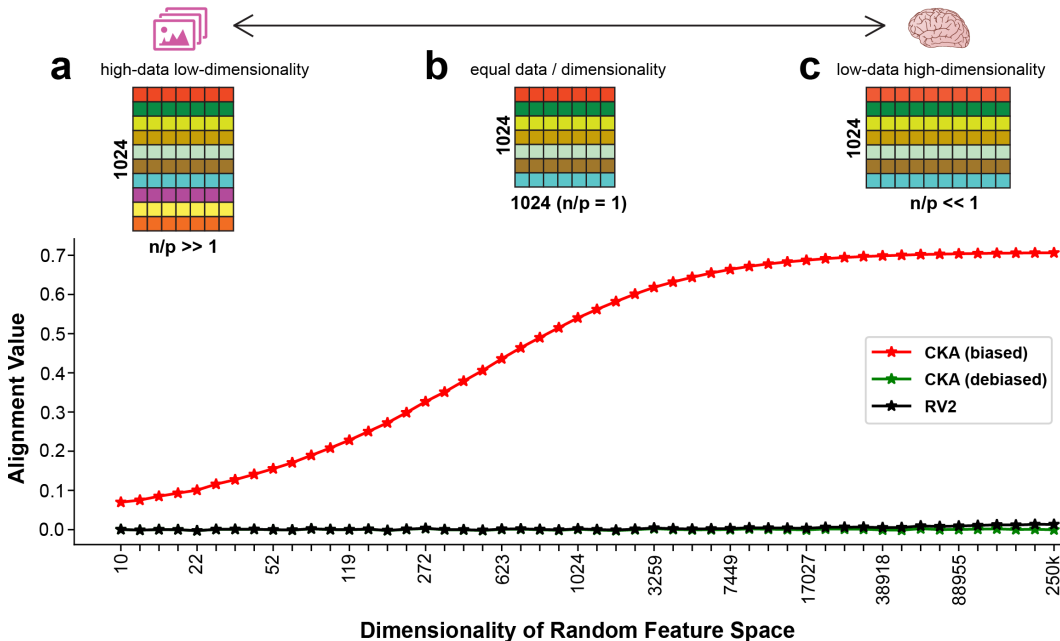 a
high-data low-dimensionality
1024
n/p >> 1
b
equal data / dimensionality
1024
1024 (n/p = 1)
c
low-data high-dimensionality
1024
n/p << 1
Alignment Value
0.7
0.6
0.5
0.4
0.3
0.2
0.1
0.0
CKA (biased)
CKA (debiased)
RV2
10
22
52
119
272
623
1024
3259
7449
17027
38918
88955
250k
Dimensionality of Random Feature Space